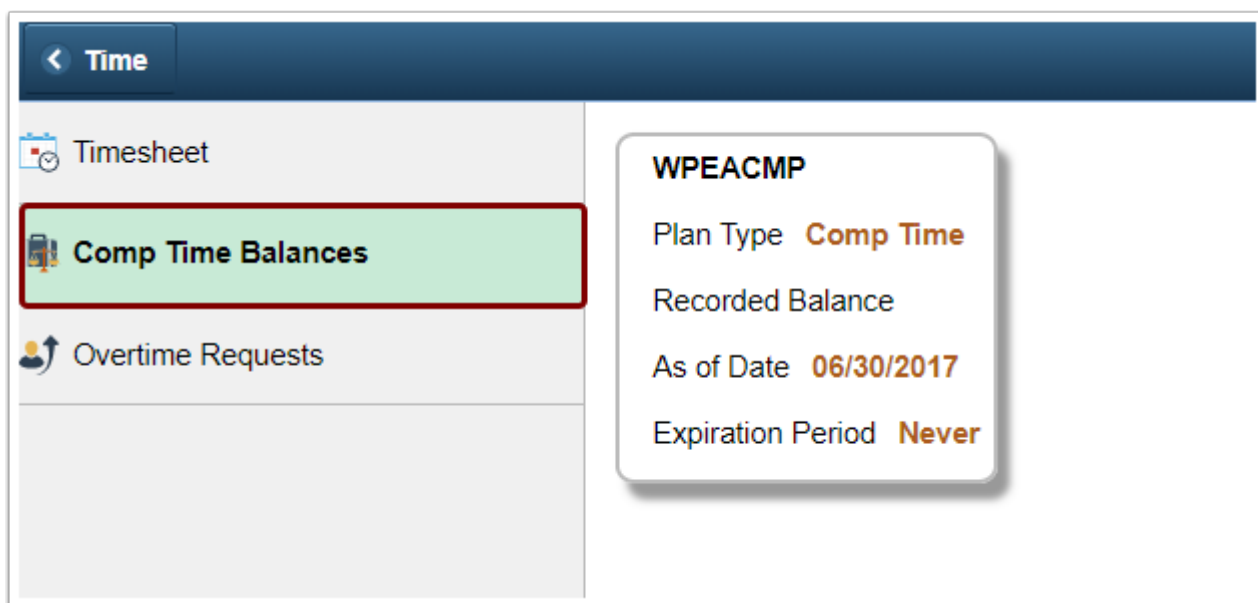 Time
Timesheet
Comp Time Balances
Overtime Requests
WPEACMP
Plan Type Comp Time
Recorded Balance
As of Date 06/30/2017
Expiration Period Never